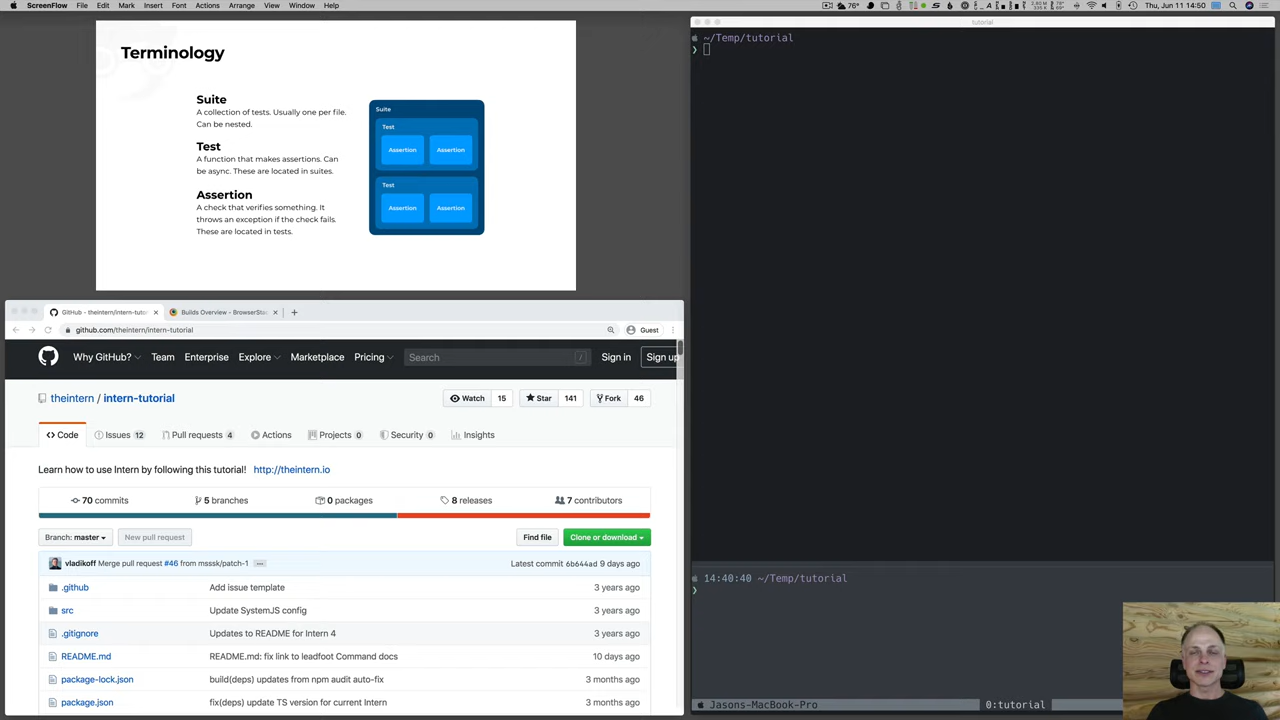 ScreenFlow File Edit Mark Insert Font Actions Arrange View Window Help
76° Thu, Jun 11 14:50
Terminology
Suite
A collection of tests. Usually one per file.
Can be nested.
Test
A function that makes assertions. Can
be async. These are located in suites.
Assertion
A check that verifies something. It
throws an exception if the check fails.
These are located in tests.
Suite
Test
Assertion Assertion
Test
Assertion Assertion
GitHub - theintern/intern-tutor Builds Overview - BrowserSta
github.com/theintern/intern-tutorial Guest
Why GitHub? Team Enterprise Explore Marketplace Pricing Search / Sign in Sign up
theintern / intern-tutorial Watch 15 Star 141 Fork 46
Code Issues 12 Pull requests 4 Actions Projects 0 Security 0 Insights
Learn how to use Intern by following this tutorial! http://theintern.io
70 commits 5 branches 0 packages 8 releases 7 contributors
Branch: master New pull request Find file Clone or download
vladikoff Merge pull request #46 from msssk/patch-1 ... Latest commit 6b644ad 9 days ago
.github Add issue template 3 years ago
src Update SystemJS config 3 years ago
.gitignore Updates to README for Intern 4 3 years ago
README.md README.md: fix link to leadfoot Command docs 10 days ago
package-lock.json build(deps) updates from npm audit auto-fix 3 months ago
package.json fix(deps) update TS version for current Intern 3 months ago
tutorial
~/Temp/tutorial
❯
14:40:40 ~/Temp/tutorial
❯
Jasons-MacBook-Pro 0:tutorial